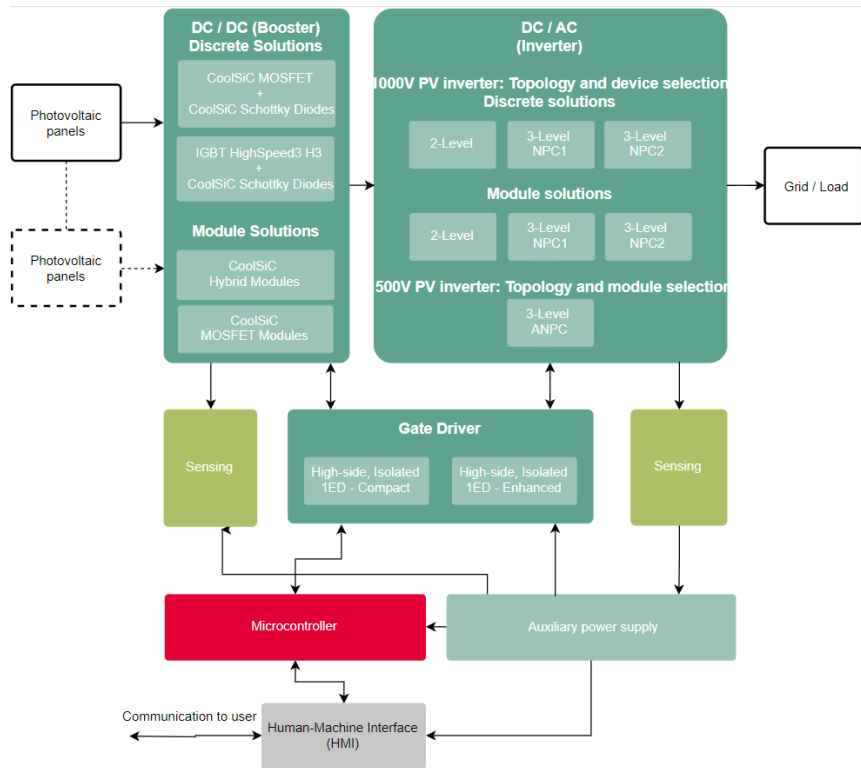 DC / DC (Booster)
Discrete Solutions
CoolSiC MOSFET
+
CoolSiC Schottky Diodes
IGBT HighSpeed3 H3
+
CoolSiC Schottky Diodes
Module Solutions
CoolSiC
Hybrid Modules
CoolSiC
MOSFET Modules
DC / AC
(Inverter)
1000V PV inverter: Topology and device selection
Discrete solutions
2-Level
3-Level
NPC1
3-Level
NPC2
Module solutions
2-Level
3-Level
NPC1
3-Level
NPC2
500V PV inverter: Topology and module selection
3-Level
ANPC
Photovoltaic
panels
Photovoltaic
panels
Grid / Load
Sensing
Gate Driver
High-side, Isolated
1ED - Compact
High-side, Isolated
1ED - Enhanced
Sensing
Microcontroller
Auxiliary power supply
Communication to user
Human-Machine Interface
(HMI)